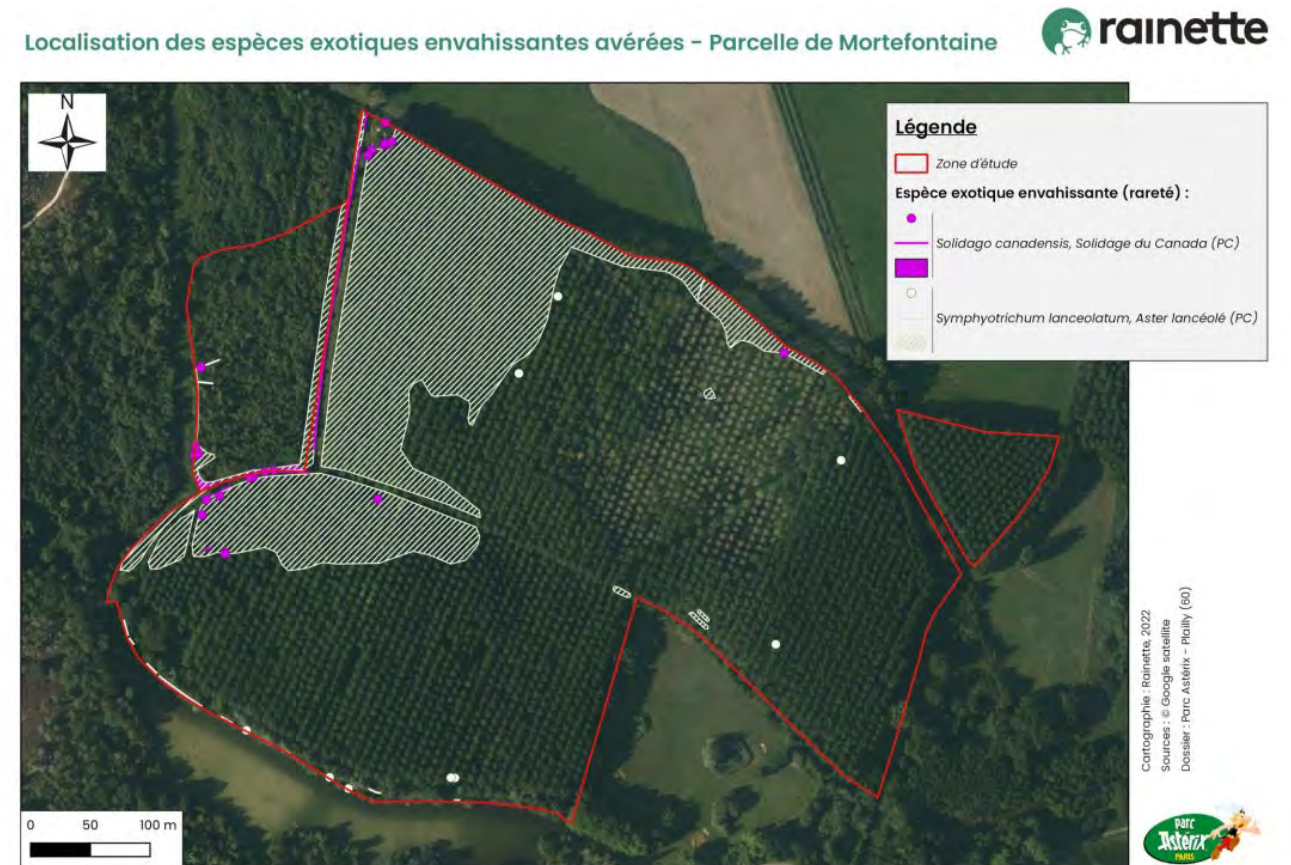 Localisation des espèces exotiques envahissantes avérées - Parcelle de Mortefontaine
rainette
N
Légende
Zone d'étude
Espèce exotique envahissante (rareté) :
Solidago canadensis, Solidage du Canada (PC)
Symphyotrichum lanceolatum, Aster lancéolé (PC)
Cartographie : Rainette, 2022
Sources : © Google satellite
Dossier : Parc Astérix - Plailly (60)
0 50 100 m
Parc
Astérix
PARIS